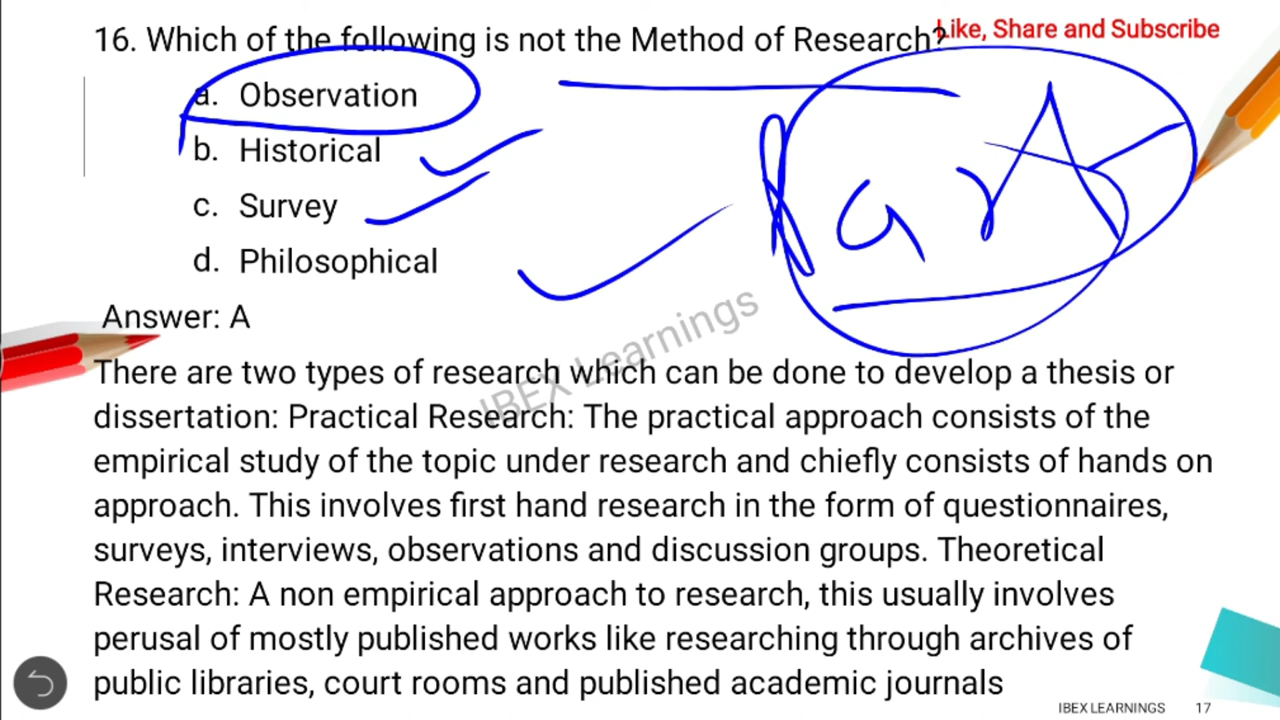 16. Which of the following is not the Method of Research?
Like, Share and Subscribe
a. Observation
b. Historical
c. Survey
d. Philosophical
Answer: A
There are two types of research which can be done to develop a thesis or
dissertation: Practical Research: The practical approach consists of the
empirical study of the topic under research and chiefly consists of hands on
approach. This involves first hand research in the form of questionnaires,
surveys, interviews, observations and discussion groups. Theoretical
Research: A non empirical approach to research, this usually involves
perusal of mostly published works like researching through archives of
public libraries, court rooms and published academic journals
IBEX Learnings
IBEX LEARNINGS 17